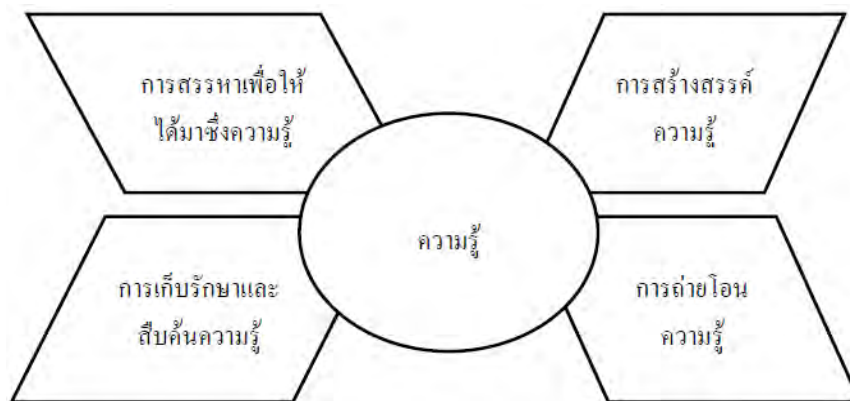 การสรรหาเพื่อให้
ได้มาซึ่งความรู้
การสร้างสรรค์
ความรู้
ความรู้
การเก็บรักษาและ
สืบค้นความรู้
การถ่ายโอน
ความรู้